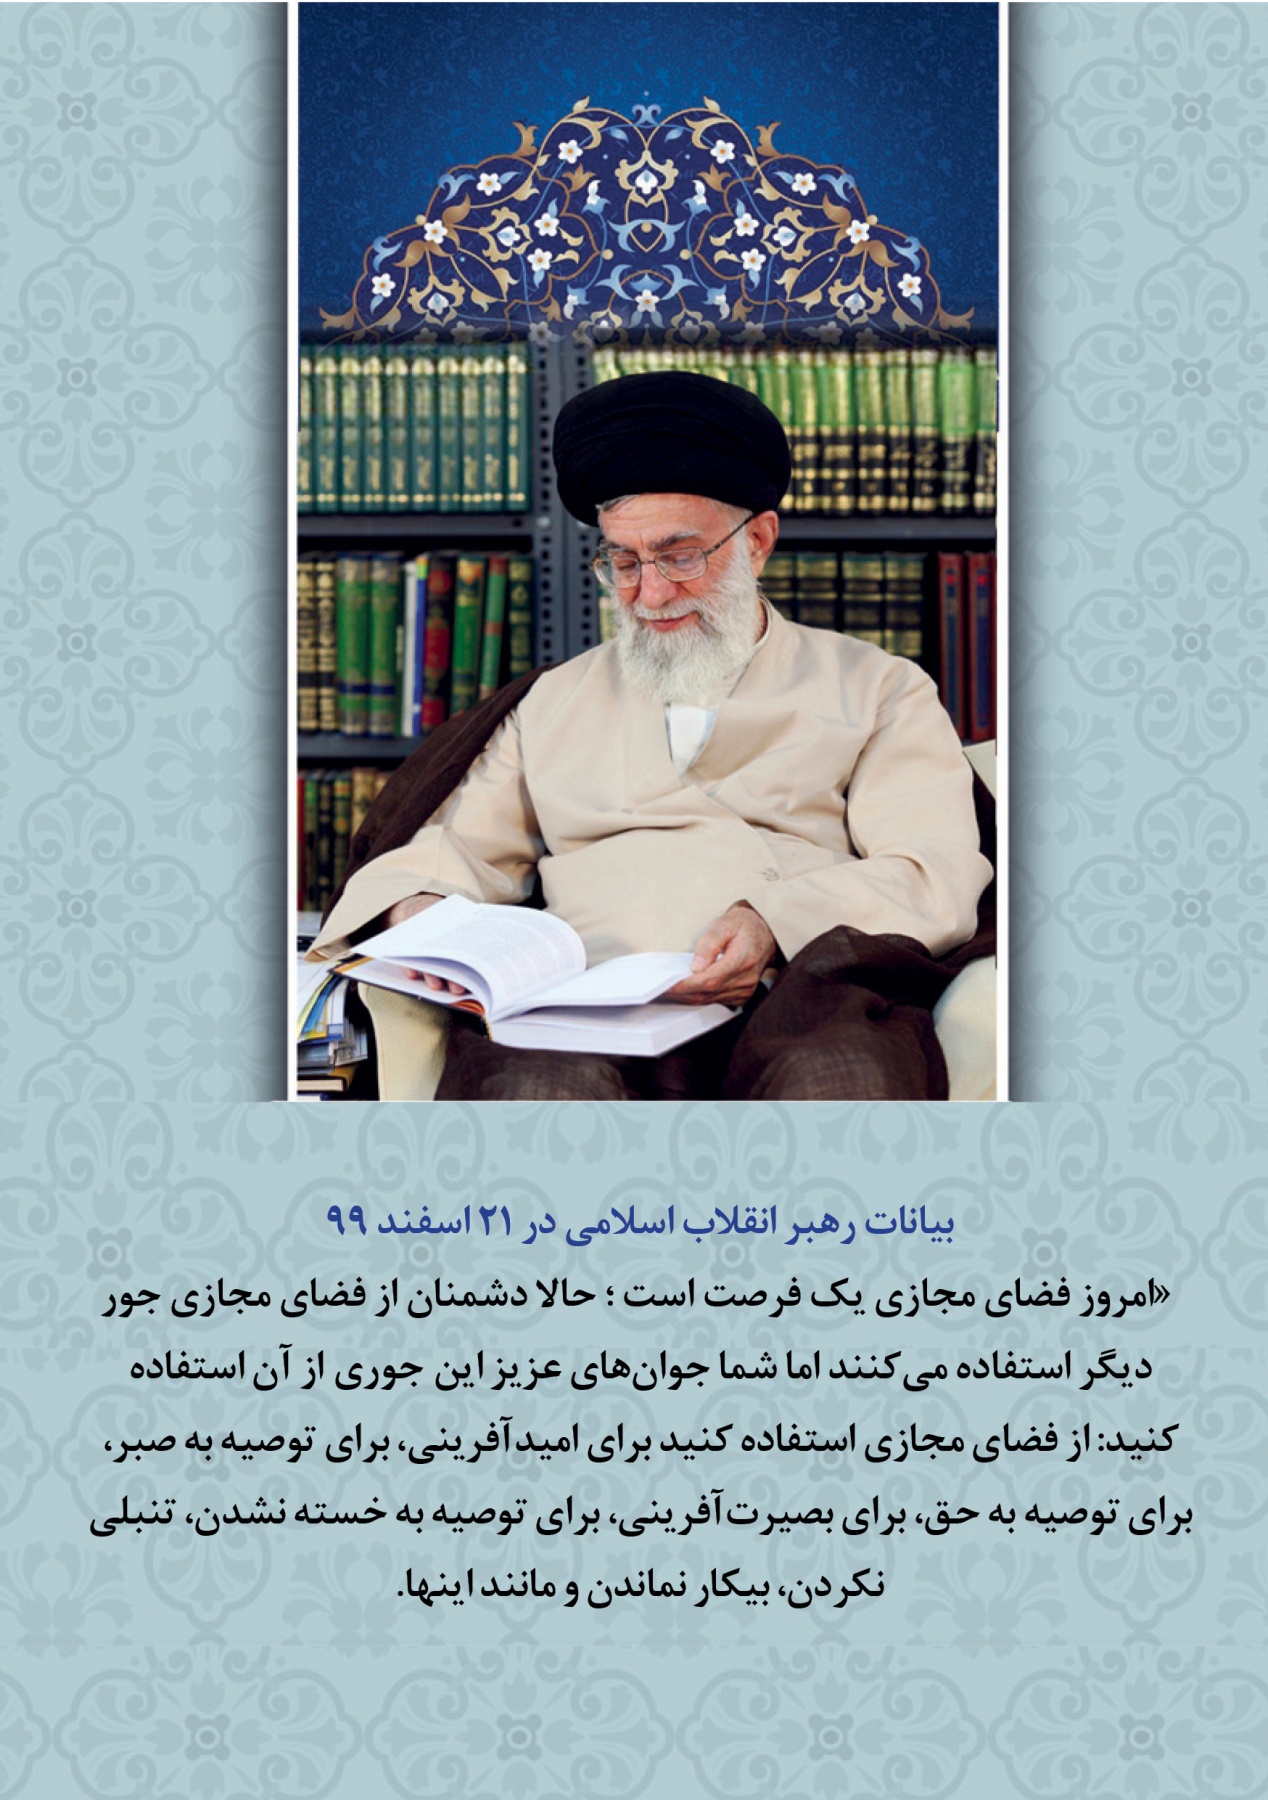 بیانات رهبر انقلاب اسلامی در ۲۱ اسفند ۹۹
«امروز فضای مجازی یک فرصت است ؛ حالا دشمنان از فضای مجازی جور
دیگر استفاده می‌کنند اما شما جوان‌های عزیز این جوری از آن استفاده
کنید: از فضای مجازی استفاده کنید برای امیدآفرینی، برای توصیه به صبر،
برای توصیه به حق، برای بصیرت‌آفرینی، برای توصیه به خسته نشدن، تنبلی
نکردن، بیکار نماندن و مانند اینها.